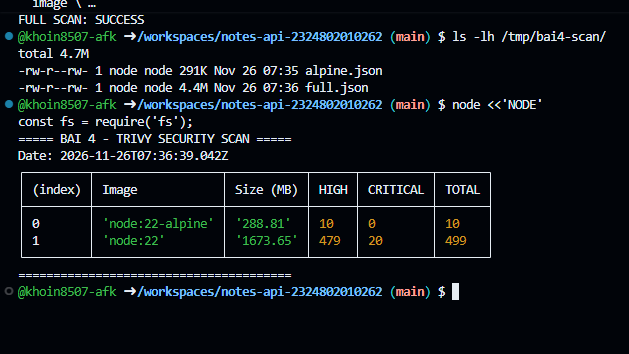 image \ …
FULL SCAN: SUCCESS
@khoin8507-afk ➜/workspaces/notes-api-2324802010262 (main) $ ls -lh /tmp/bai4-scan/
total 4.7M
-rw-r--rw- 1 node node 291K Nov 26 07:35 alpine.json
-rw-r--rw- 1 node node 4.4M Nov 26 07:36 full.json
@khoin8507-afk ➜/workspaces/notes-api-2324802010262 (main) $ node <<'NODE'
const fs = require('fs');
===== BAI 4 - TRIVY SECURITY SCAN =====
Date: 2026-11-26T07:36:39.042Z
(index) Image Size (MB) HIGH CRITICAL TOTAL
0 'node:22-alpine' '288.81' 10 0 10
1 'node:22' '1673.65' 479 20 499
=======================================
@khoin8507-afk ➜/workspaces/notes-api-2324802010262 (main) $